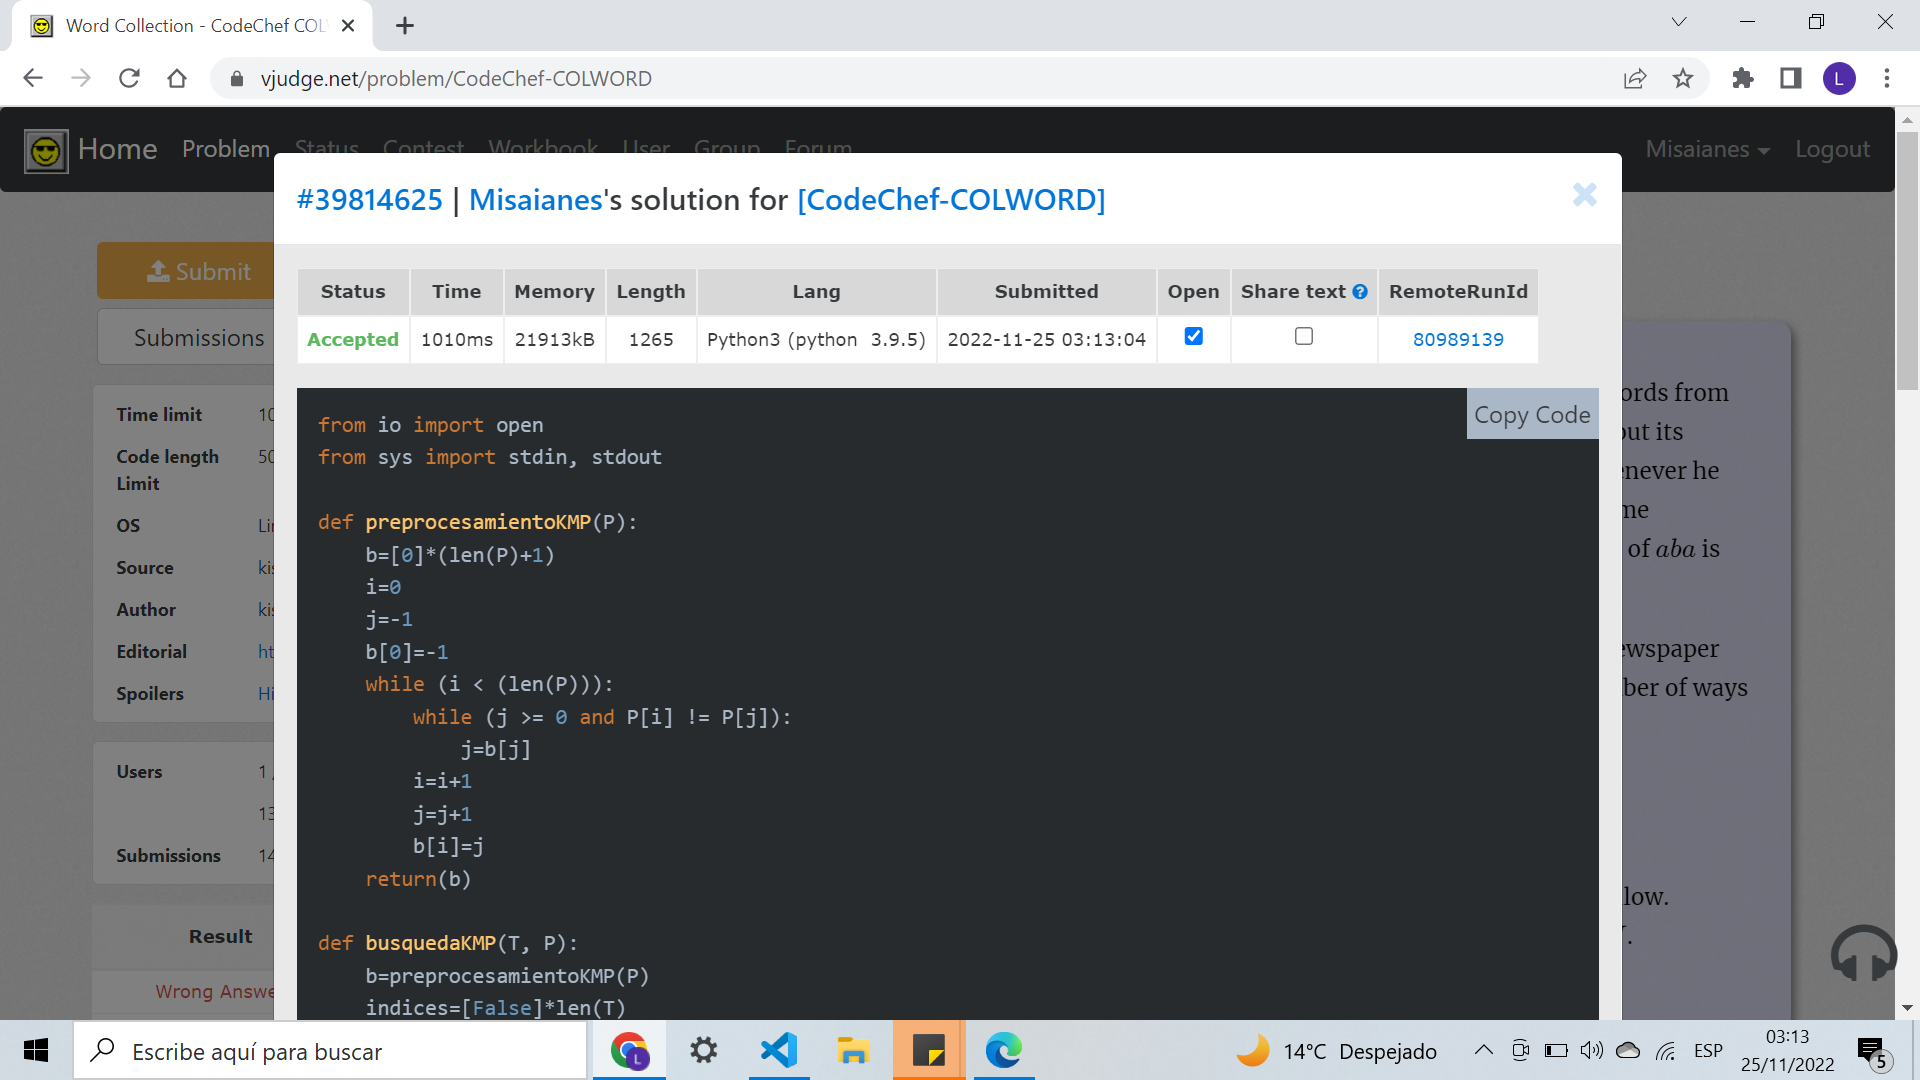 Word Collection - CodeChef COL
vjudge.net/problem/CodeChef-COLWORD
L
Home Problem Status Contest Workbook User Group Forum Misaianes Logout
#39814625 | Misaianes's solution for [CodeChef-COLWORD]
Submit
Submissions
Status Time Memory Length Lang Submitted Open Share text ? RemoteRunId
Accepted 1010ms 21913kB 1265 Python3 (python 3.9.5) 2022-11-25 03:13:04 80989139
Copy Code
Time limit 10
Code length Limit 50
OS Li
Source kis
Author kis
Editorial ht
Spoilers Hi
Users 1 /
13
Submissions 14
Result
Wrong Answe
from io import open
from sys import stdin, stdout
def preprocesamientoKMP(P):
    b=[0]*(len(P)+1)
    i=0
    j=-1
    b[0]=-1
    while (i < (len(P))):
        while (j >= 0 and P[i] != P[j]):
            j=b[j]
        i=i+1
        j=j+1
        b[i]=j
    return(b)
def busquedaKMP(T, P):
    b=preprocesamientoKMP(P)
    indices=[False]*len(T)
ords from
out its
never he
me
of aba is
ewspaper
ber of ways
low.
Escribe aquí para buscar
L
14°C Despejado
ESP
03:13
25/11/2022
5